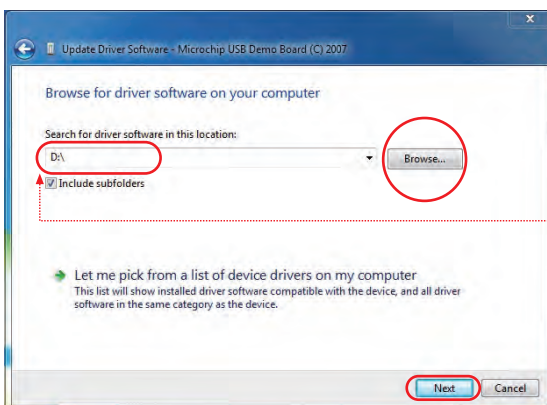 x
Update Driver Software - Microchip USB Demo Board (C) 2007
Browse for driver software on your computer
Search for driver software in this location:
D:\
Browse...
Include subfolders
Let me pick from a list of device drivers on my computer
This list will show installed driver software compatible with the device, and all driver
software in the same category as the device.
Next
Cancel